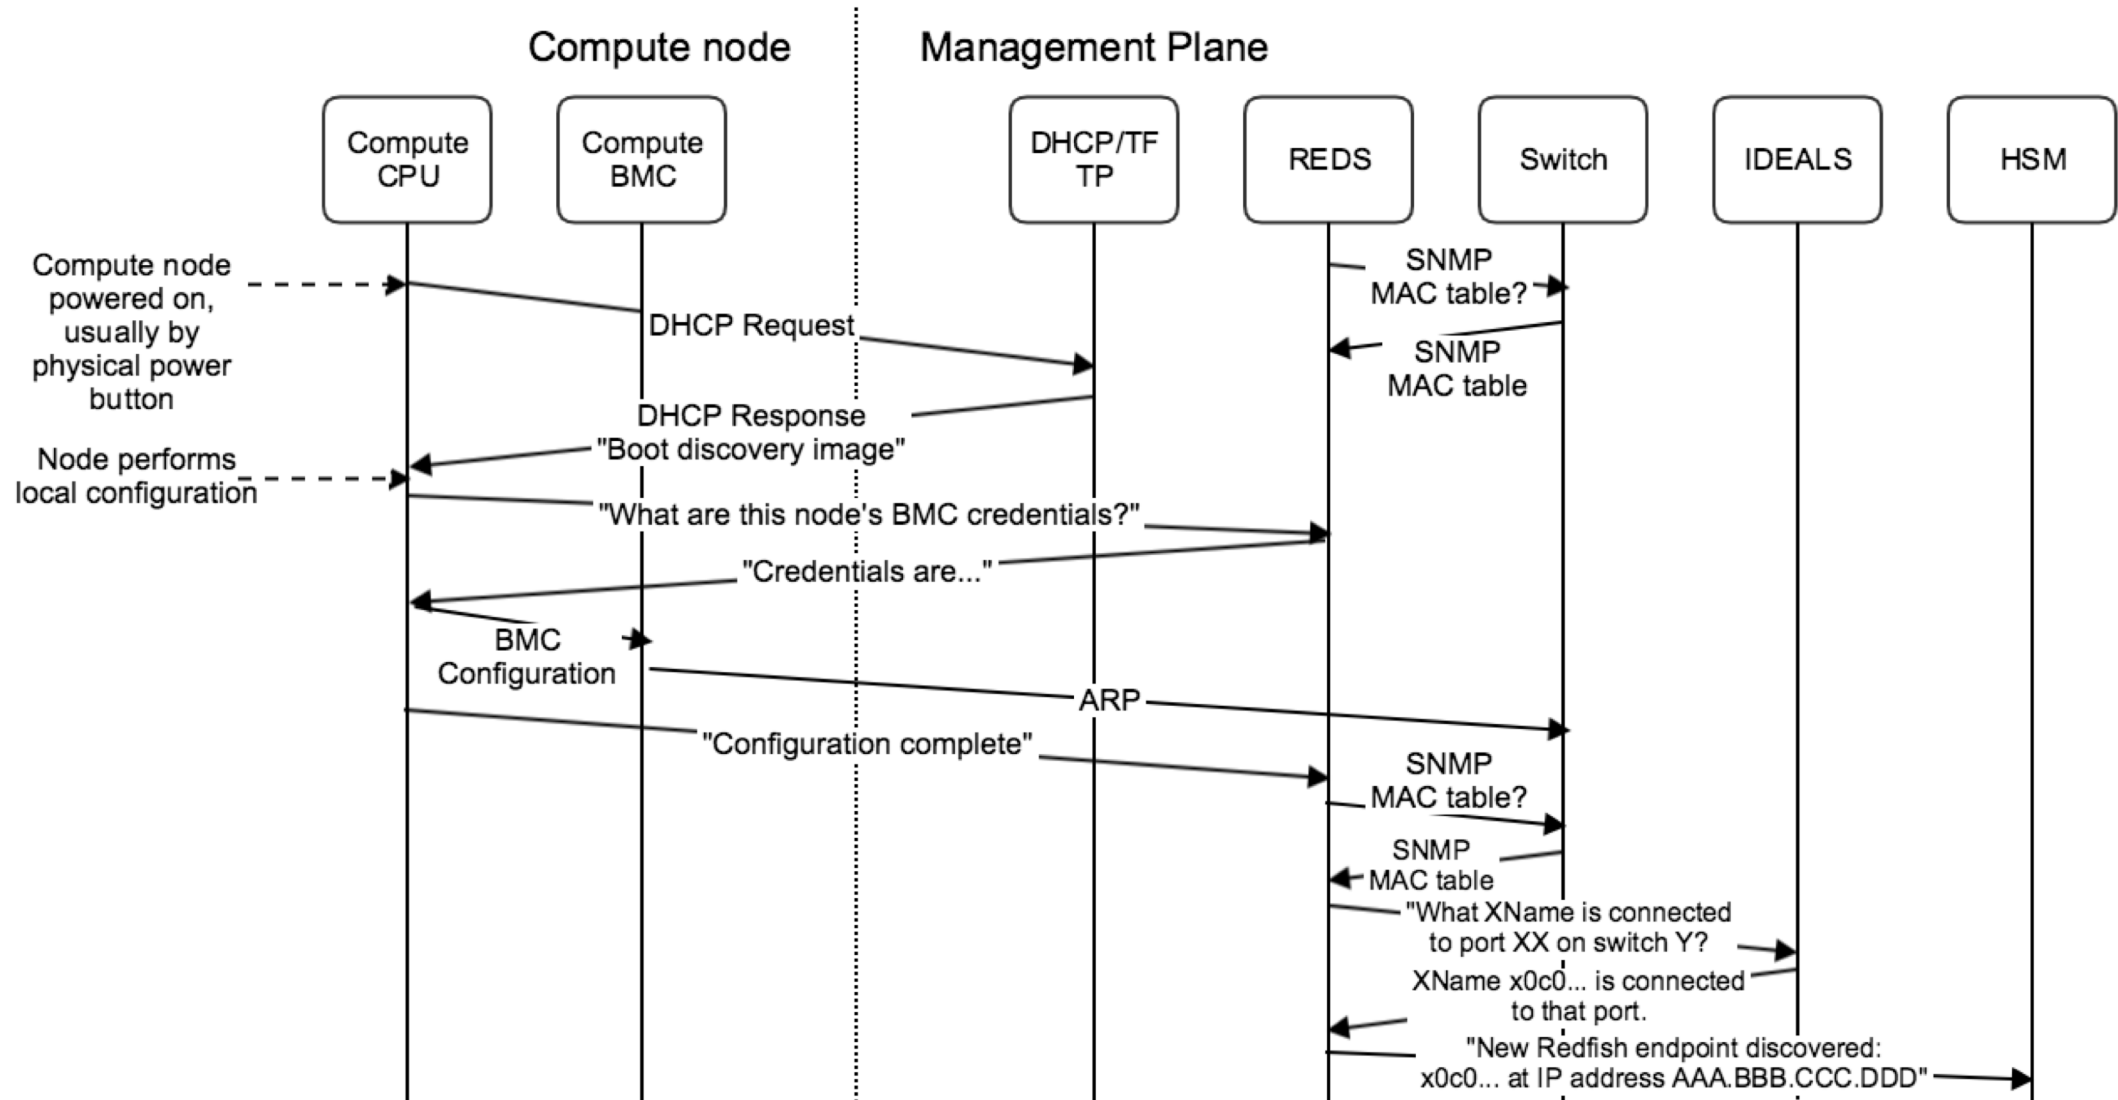 Compute node
Management Plane
Compute
CPU
Compute
BMC
DHCP/TF
TP
REDS
Switch
IDEALS
HSM
Compute node
powered on,
usually by
physical power
button
SNMP
MAC table?
DHCP Request
SNMP
MAC table
DHCP Response
"Boot discovery image"
Node performs
local configuration
"What are this node's BMC credentials?"
"Credentials are..."
BMC
Configuration
ARP
"Configuration complete"
SNMP
MAC table?
SNMP
MAC table
"What XName is connected
to port XX on switch Y?
XName x0c0... is connected
to that port.
"New Redfish endpoint discovered:
x0c0... at IP address AAA.BBB.CCC.DDD"